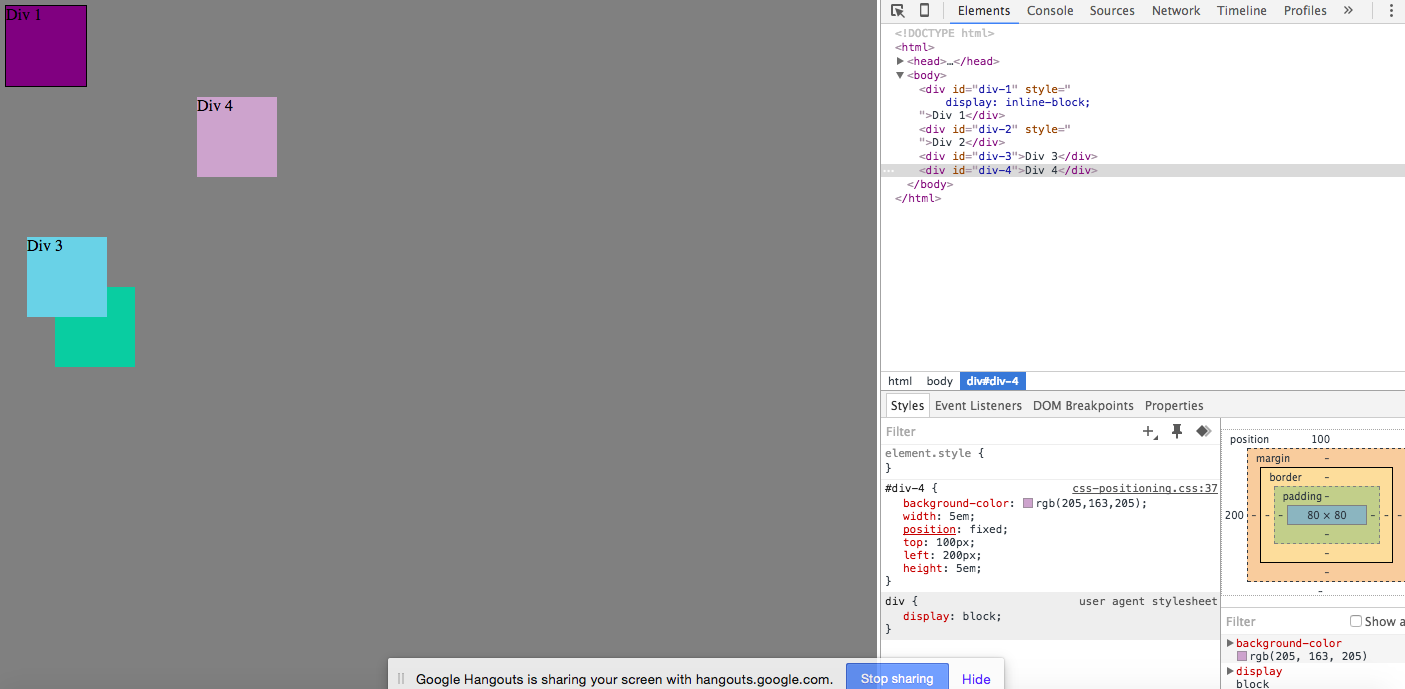 Div 1
Div 4
Div 3
Elements Console Sources Network Timeline Profiles »
<!DOCTYPE html>
<html>
▶<head>…</head>
▼<body>
<div id="div-1" style="
display: inline-block;
">Div 1</div>
<div id="div-2" style="
">Div 2</div>
<div id="div-3">Div 3</div>
… <div id="div-4">Div 4</div>
</body>
</html>
html body div#div-4
Styles Event Listeners DOM Breakpoints Properties
Filter
element.style {
}
#div-4 { css-positioning.css:37
background-color: rgb(205,163,205);
width: 5em;
position: fixed;
top: 100px;
left: 200px;
height: 5em;
}
div { user agent stylesheet
display: block;
}
position 100
margin -
border -
padding -
200 - - - 80 × 80 - - -
-
-
-
-
Filter Show a
▶background-color
rgb(205, 163, 205)
▶display
block
Google Hangouts is sharing your screen with hangouts.google.com. Stop sharing Hide